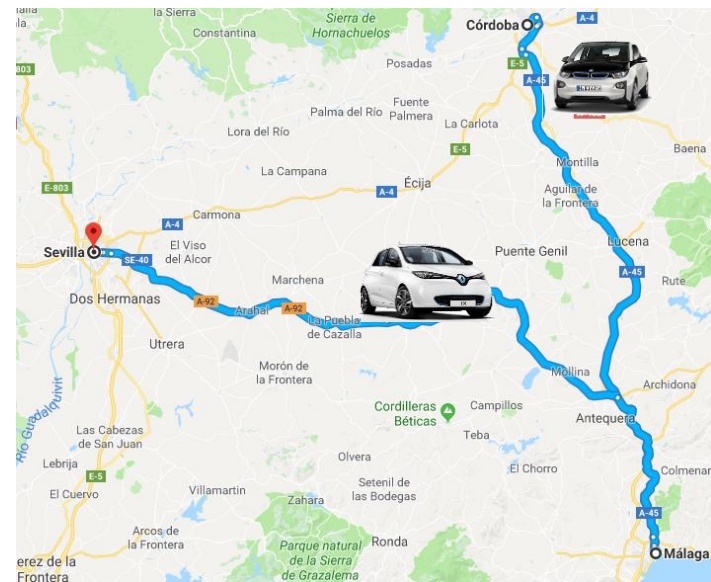 la Sierra
Sierra de
Hornachuelos
Constantina
Córdoba
A-4
E-5
803
Posadas
A-45
Palma del Río
Fuente
Palmera
Lora del Río
La Carlota
E-5
Montilla
Baena
La Campana
E-803
A-4
Écija
Aguilar de
la Frontera
Carmona
A-4
Sevilla
El Viso
del Alcor
SE-40
Puente Genil
Lucena
A-45
Rute
Marchena
Dos Hermanas
A-92
Arahal
A-92
La Puebla
de Cazalla
Utrera
Morón de
la Frontera
Mollina
Archidona
Río Guadalquivir
Cordilleras
Béticas
Campillos
Antequera
Las Cabezas
de San Juan
Teba
Olvera
Lebrija
E-5
El Chorro
Colmenar
El Cuervo
Villamartin
Zahara
Setenil de
las Bodegas
A-45
Arcos de
la Frontera
Parque natural
de la Sierra
de Grazalema
Ronda
Málaga
erez de la
Frontera